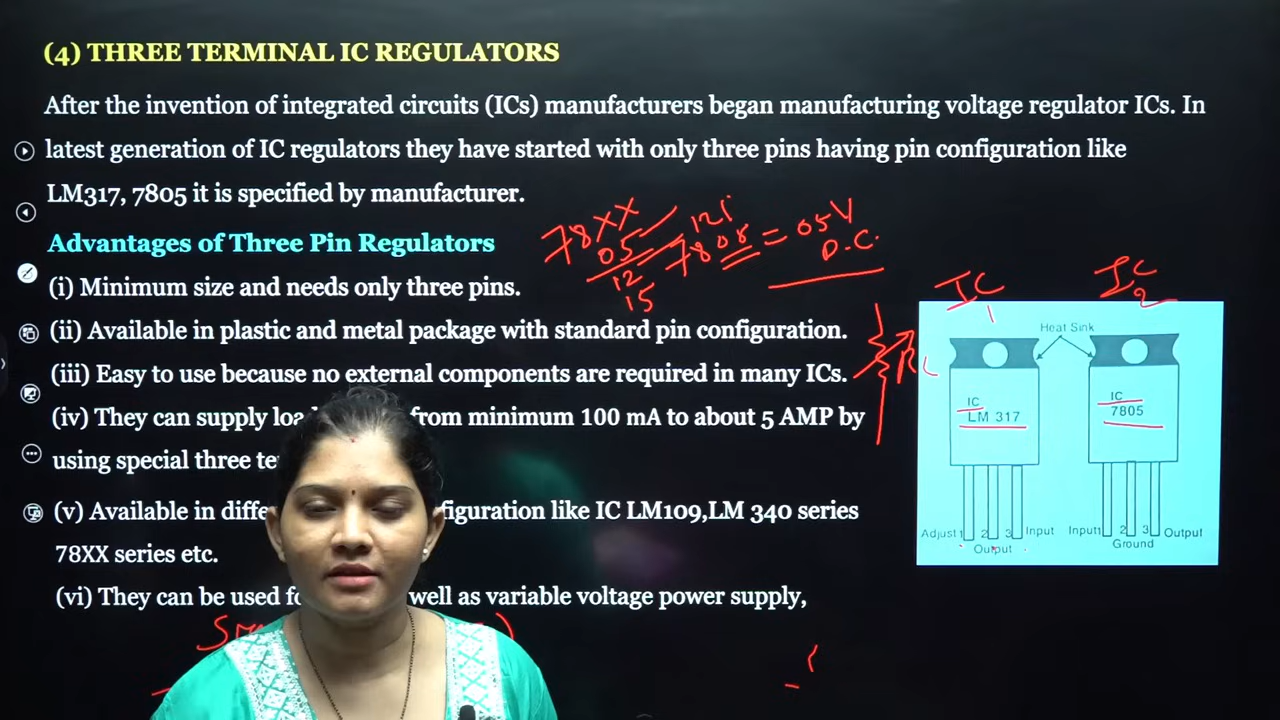 (4) THREE TERMINAL IC REGULATORS
After the invention of integrated circuits (ICs) manufacturers began manufacturing voltage regulator ICs. In
latest generation of IC regulators they have started with only three pins having pin configuration like
LM317, 7805 it is specified by manufacturer.
78XX
05
12
15
121
7805 = 05V
D.C.
Advantages of Three Pin Regulators
(i) Minimum size and needs only three pins.
(ii) Available in plastic and metal package with standard pin configuration.
(iii) Easy to use because no external components are required in many ICs.
(iv) They can supply loa from minimum 100 mA to about 5 AMP by
using special three te
(v) Available in diffe figuration like IC LM109,LM 340 series
78XX series etc.
(vi) They can be used fo well as variable voltage power supply,
RL
IC1
IC2
Heat Sink
IC
LM 317
IC
7805
Adjust 1 2 3 Input
Output
Input1 2 3 Output
Ground